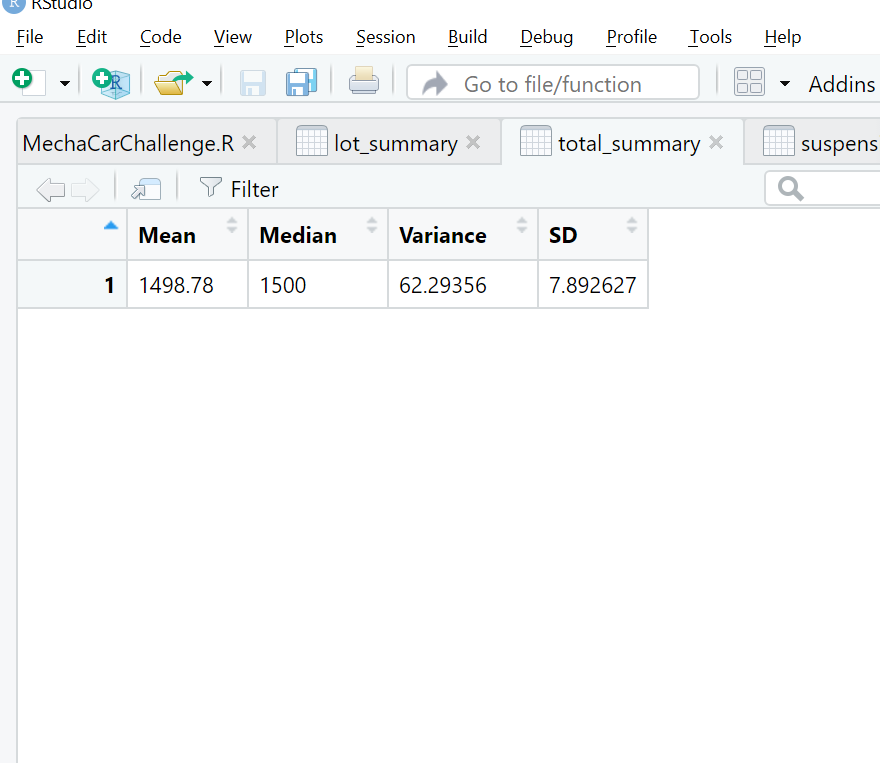 RStudio
File Edit Code View Plots Session Build Debug Profile Tools Help
Go to file/function Addins
MechaCarChallenge.R lot_summary total_summary suspens
Filter
Mean Median Variance SD
1 1498.78 1500 62.29356 7.892627